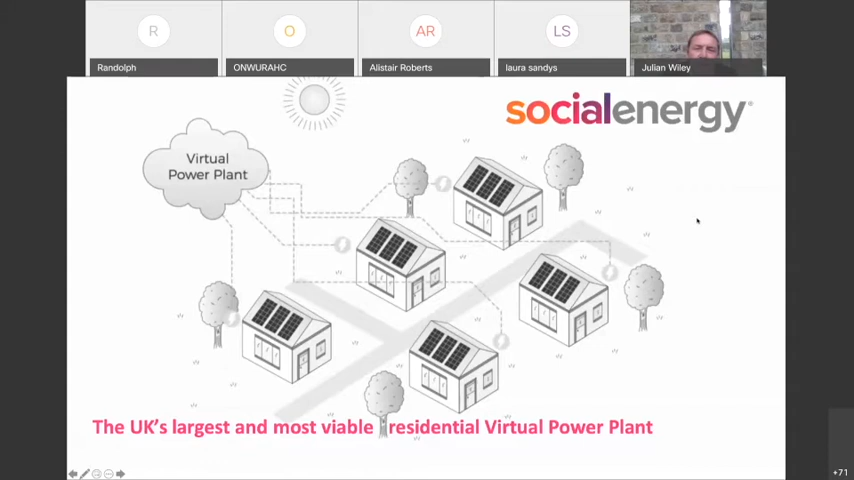 R
O
AR
LS
Randolph
ONWURAHC
Alistair Roberts
laura sandys
Julian Wiley
socialenergy®
Virtual
Power Plant
The UK's largest and most viable residential Virtual Power Plant
+71